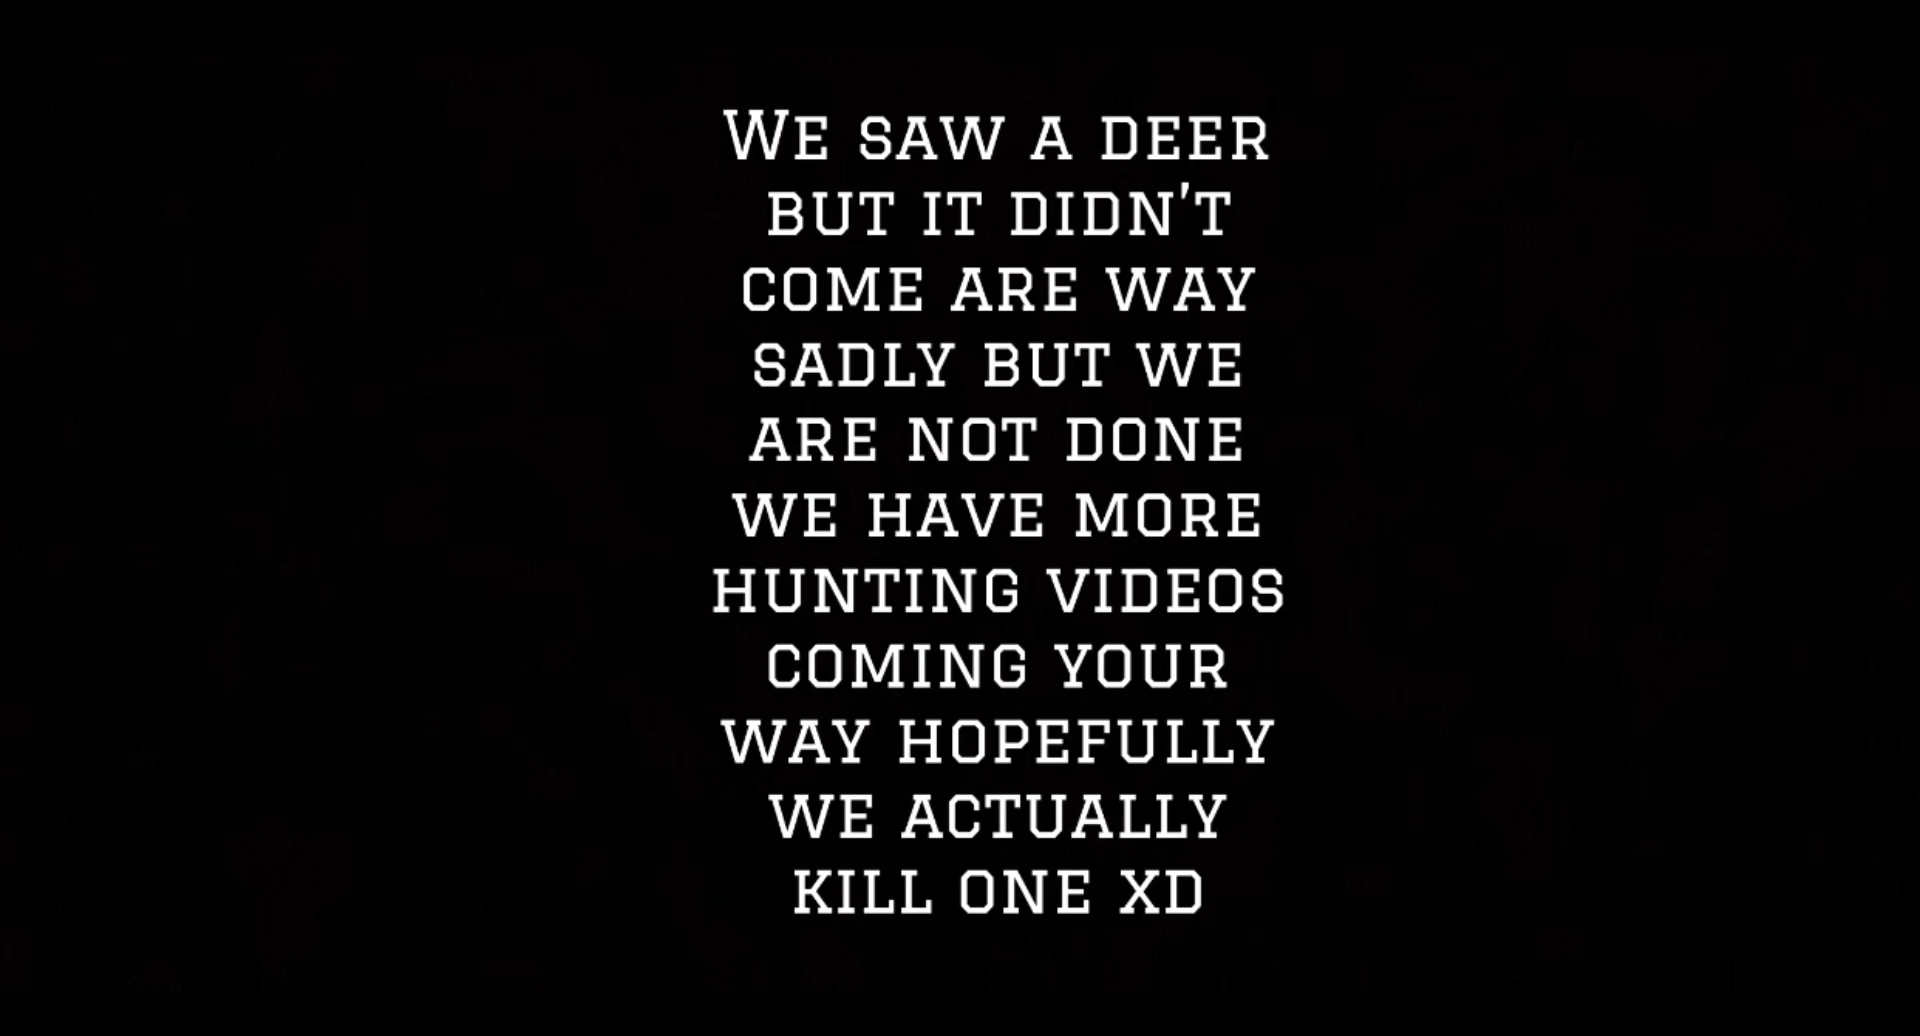 We saw a deer
but it didn't
come are way
sadly but we
are not done
we have more
hunting videos
coming your
way hopefully
we actually
kill one xd